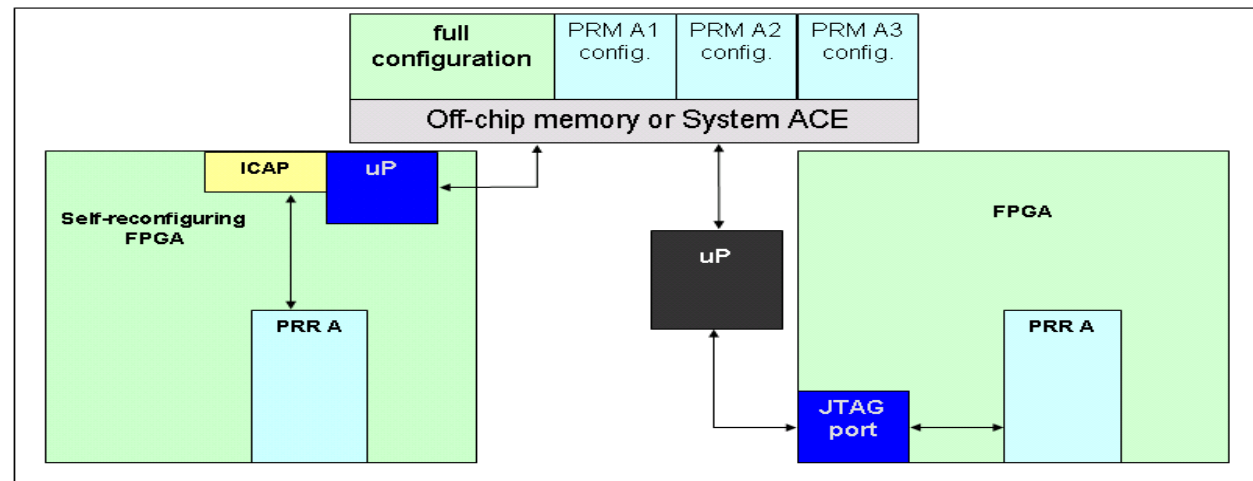 full
configuration
PRM A1
config.
PRM A2
config.
PRM A3
config.
Off-chip memory or System ACE
ICAP
uP
Self-reconfiguring
FPGA
PRR A
uP
FPGA
PRR A
JTAG
port